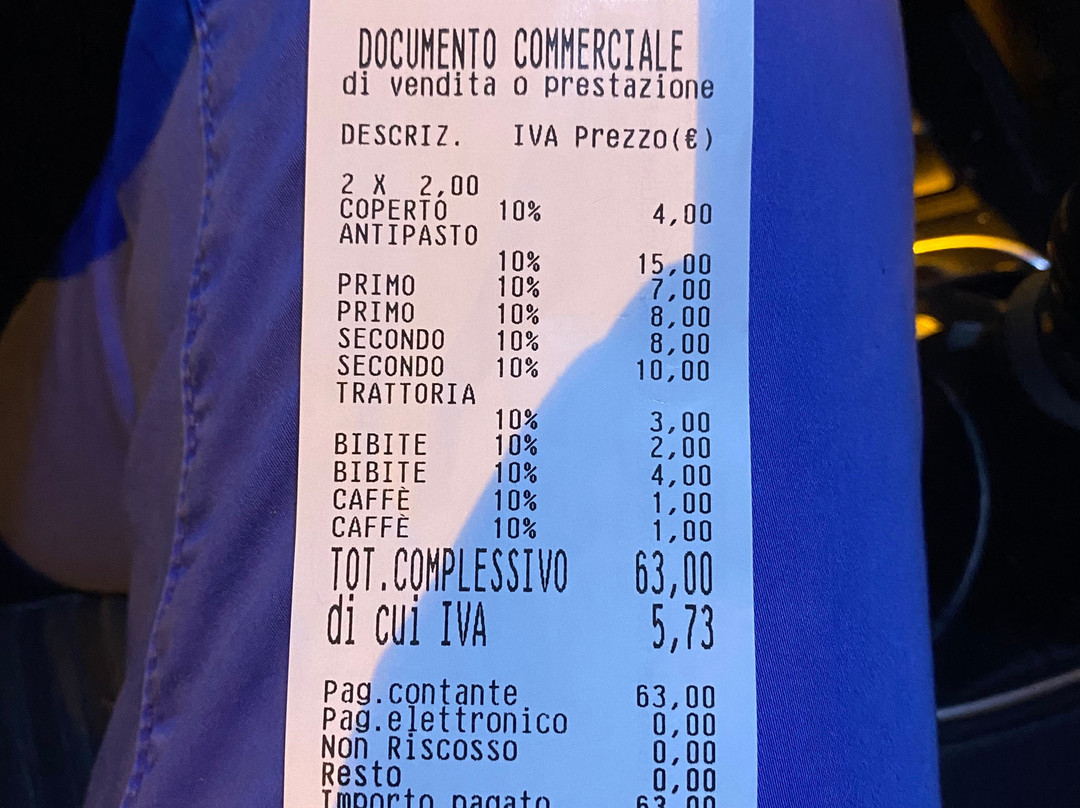 DOCUMENTO COMMERCIALE
di vendita o prestazione
DESCRIZ. IVA Prezzo(€)
2 X 2,00
COPERTO 10% 4,00
ANTIPASTO
10% 15,00
PRIMO 10% 7,00
PRIMO 10% 8,00
SECONDO 10% 8,00
SECONDO 10% 10,00
TRATTORIA
10% 3,00
BIBITE 10% 2,00
BIBITE 10% 4,00
CAFFÈ 10% 1,00
CAFFÈ 10% 1,00
TOT.COMPLESSIVO 63,00
di cui IVA 5,73
Pag.contante 63,00
Pag.elettronico 0,00
Non Riscosso 0,00
Resto 0,00
Importo pagato 63,00